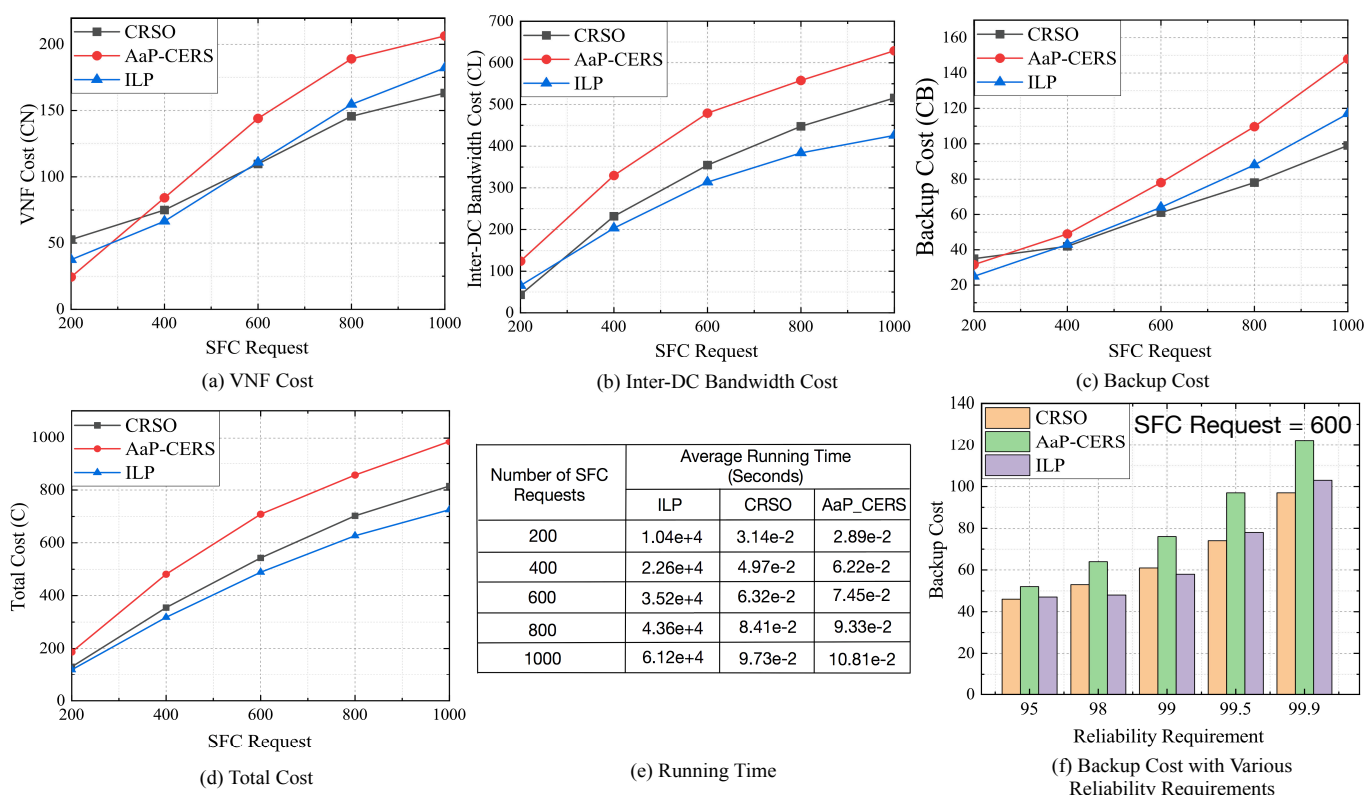 CRSO
AaP-CERS
ILP
200
150
100
50
0
VNF Cost (CN)
200
400
600
800
1000
SFC Request
(a) VNF Cost
CRSO
AaP-CERS
ILP
700
600
500
400
300
200
100
0
Inter-DC Bandwidth Cost (CL)
200
400
600
800
1000
SFC Request
(b) Inter-DC Bandwidth Cost
CRSO
AaP-CERS
ILP
160
140
120
100
80
60
40
20
Backup Cost (CB)
200
400
600
800
1000
SFC Request
(c) Backup Cost
CRSO
AaP-CERS
ILP
1000
800
600
400
200
0
Total Cost (C)
200
400
600
800
1000
SFC Request
(d) Total Cost
Number of SFC
Requests
Average Running Time
(Seconds)
ILP CRSO AaP_CERS
200 1.04e+4 3.14e-2 2.89e-2
400 2.26e+4 4.97e-2 6.22e-2
600 3.52e+4 6.32e-2 7.45e-2
800 4.36e+4 8.41e-2 9.33e-2
1000 6.12e+4 9.73e-2 10.81e-2
(e) Running Time
CRSO
AaP-CERS
ILP
SFC Request = 600
140
120
100
80
60
40
20
0
Backup Cost
95
98
99
99.5
99.9
Reliability Requirement
(f) Backup Cost with Various
Reliability Requirements